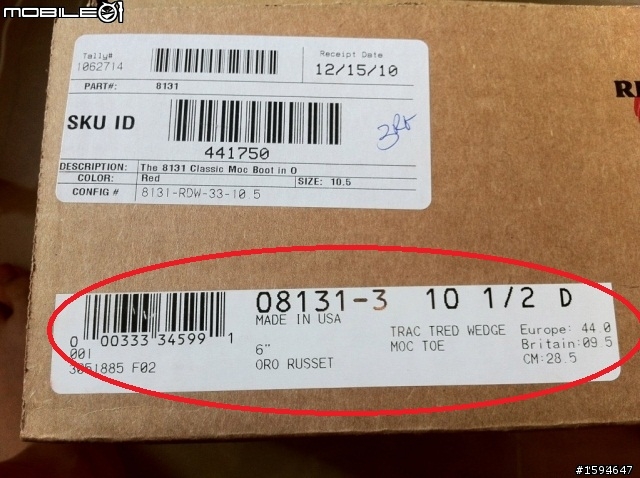 MOBILE01
Tally#
1062714
Receipt Date
12/15/10
PART#: 8131
SKU ID
441750
DESCRIPTION: The 8131 Classic Moc Boot in O
COLOR: Red SIZE: 10.5
CONFIG # 8131-RDW-33-10.5
08131-3 10 1/2 D
MADE IN USA
0 00333 34599 1
001
3051885 F02
6"
ORO RUSSET
TRAC TRED WEDGE
MOC TOE
Europe: 44.0
Britain:09 5
CM:28.5
#1594647